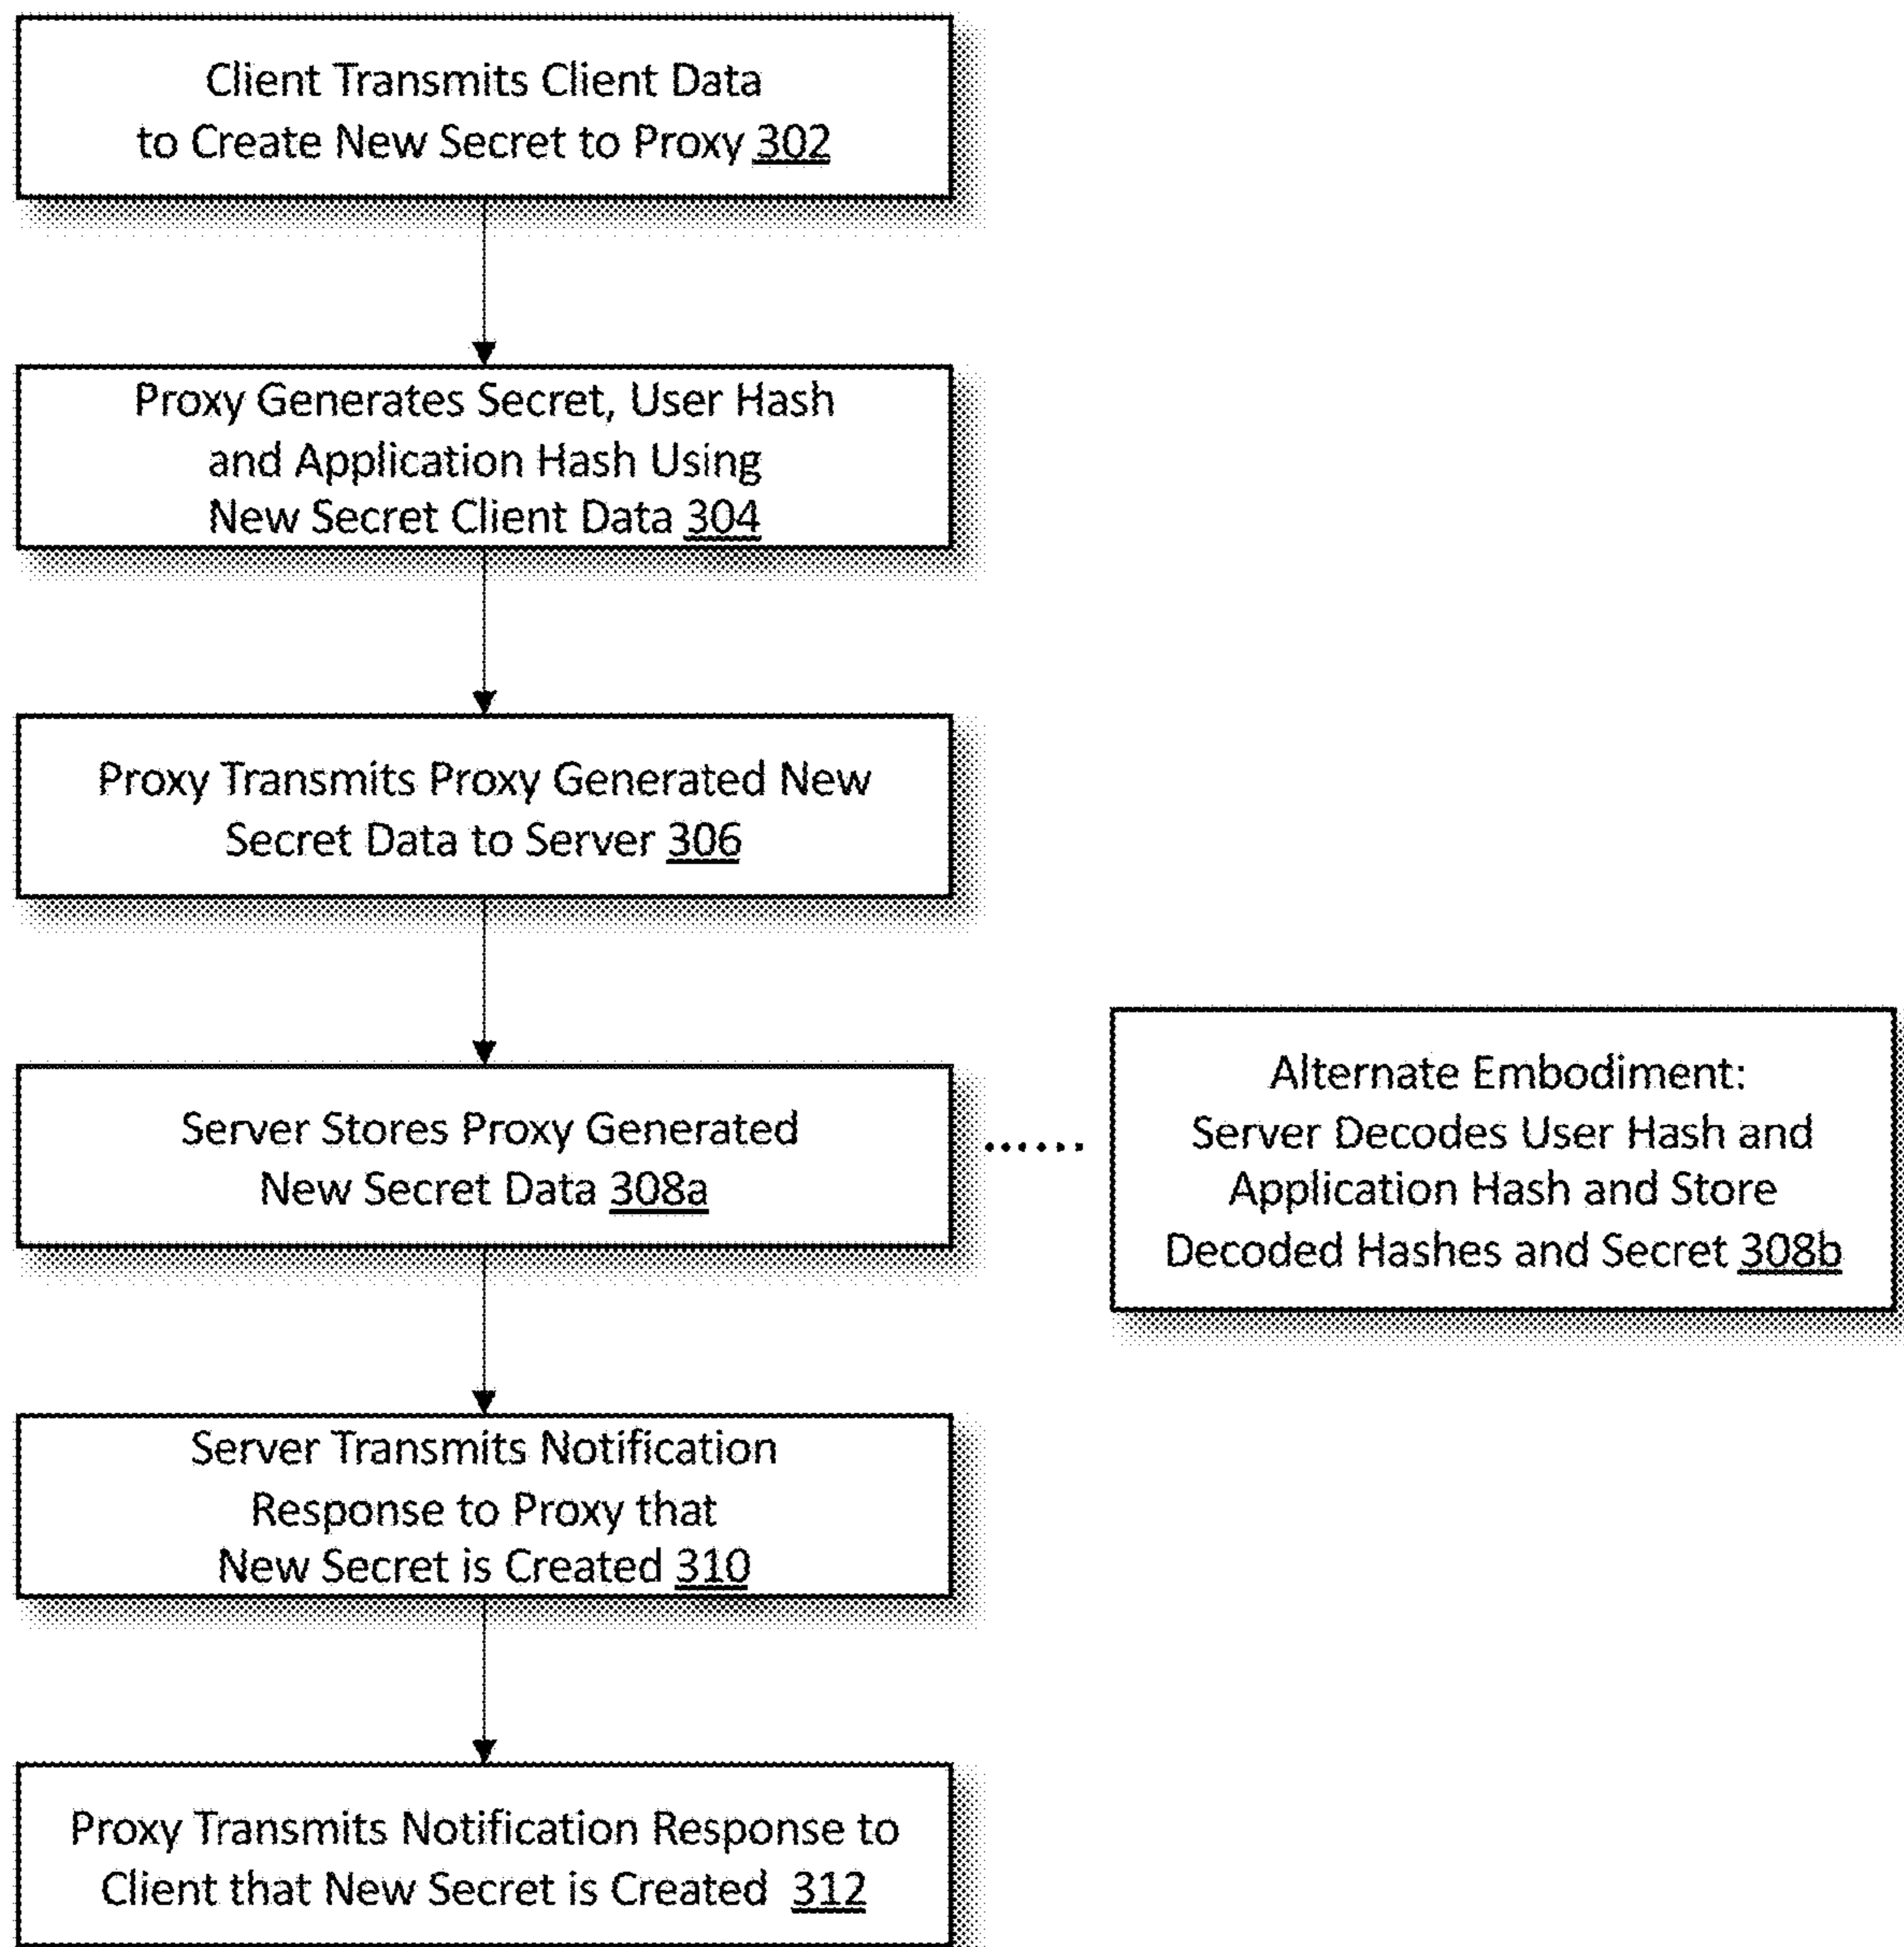 Client Transmits Client Data
to Create New Secret to Proxy 302
Proxy Generates Secret, User Hash
and Application Hash Using
New Secret Client Data 304
Proxy Transmits Proxy Generated New
Secret Data to Server 306
Server Stores Proxy Generated
New Secret Data 308a
Alternate Embodiment:
Server Decodes User Hash and
Application Hash and Store
Decoded Hashes and Secret 308b
Server Transmits Notification
Response to Proxy that
New Secret is Created 310
Proxy Transmits Notification Response to
Client that New Secret is Created 312